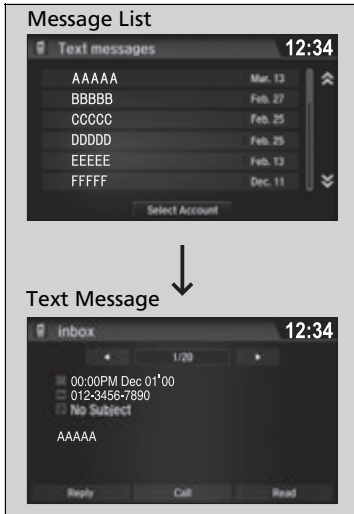 Message List
Text messages 12:34
AAAAA Mar. 13
BBBBB Feb. 27
CCCCC Feb. 25
DDDDD Feb. 25
EEEEE Feb. 13
FFFFF Dec. 11
Select Account
Text Message
inbox 12:34
1/20
00:00PM Dec 01'00
012-3456-7890
No Subject
AAAAA
Reply Call Read